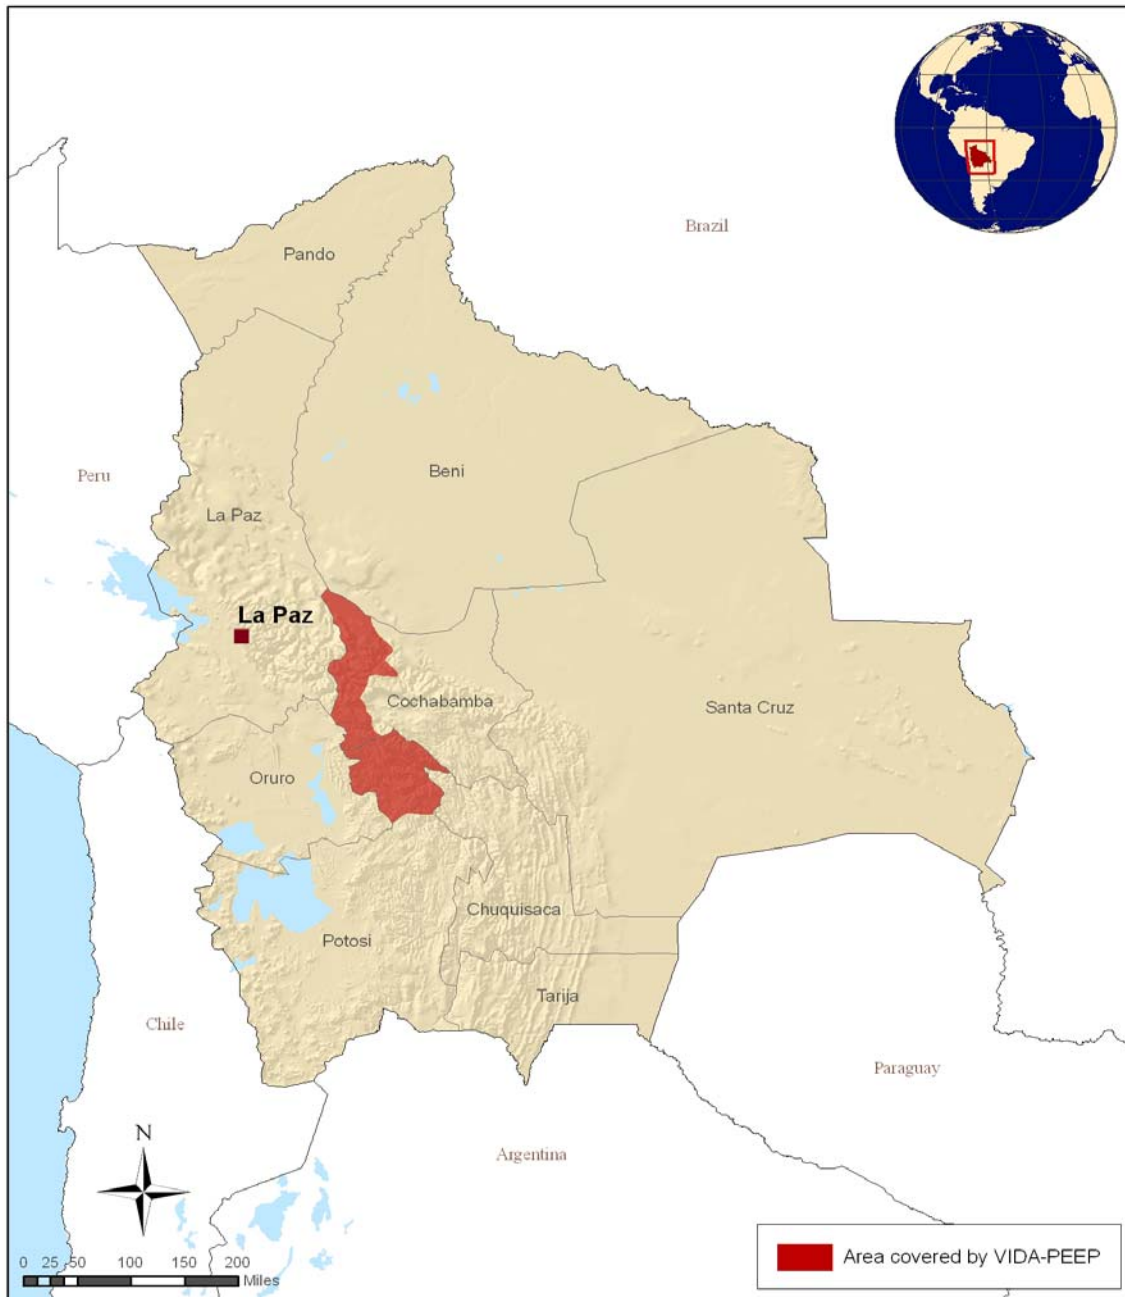 Brazil
Pando
Beni
Peru
La Paz
La Paz
Cochabamba
Santa Cruz
Oruro
Chuquisaca
Potosi
Tarija
Chile
Paraguay
N
Argentina
Area covered by VIDA-PEEP
0 25 50 100 150 200
Miles